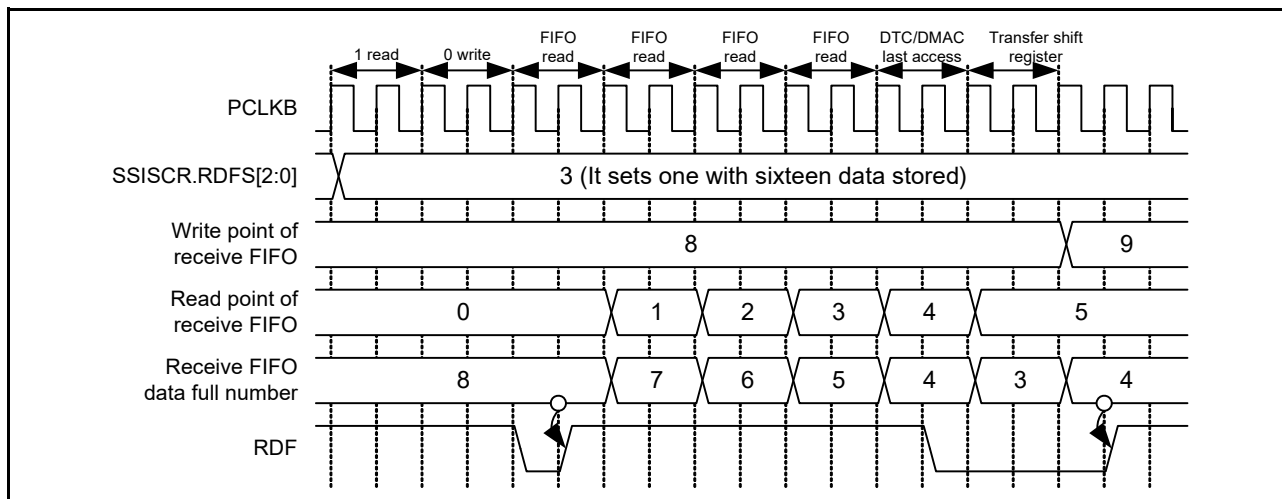 1 read
0 write
FIFO
read
FIFO
read
FIFO
read
FIFO
read
DTC/DMAC
last access
Transfer shift
register
PCLKB
SSISCR.RDFS[2:0]
3 (It sets one with sixteen data stored)
Write point of
receive FIFO
8
9
Read point of
receive FIFO
0
1
2
3
4
5
Receive FIFO
data full number
8
7
6
5
4
3
4
RDF